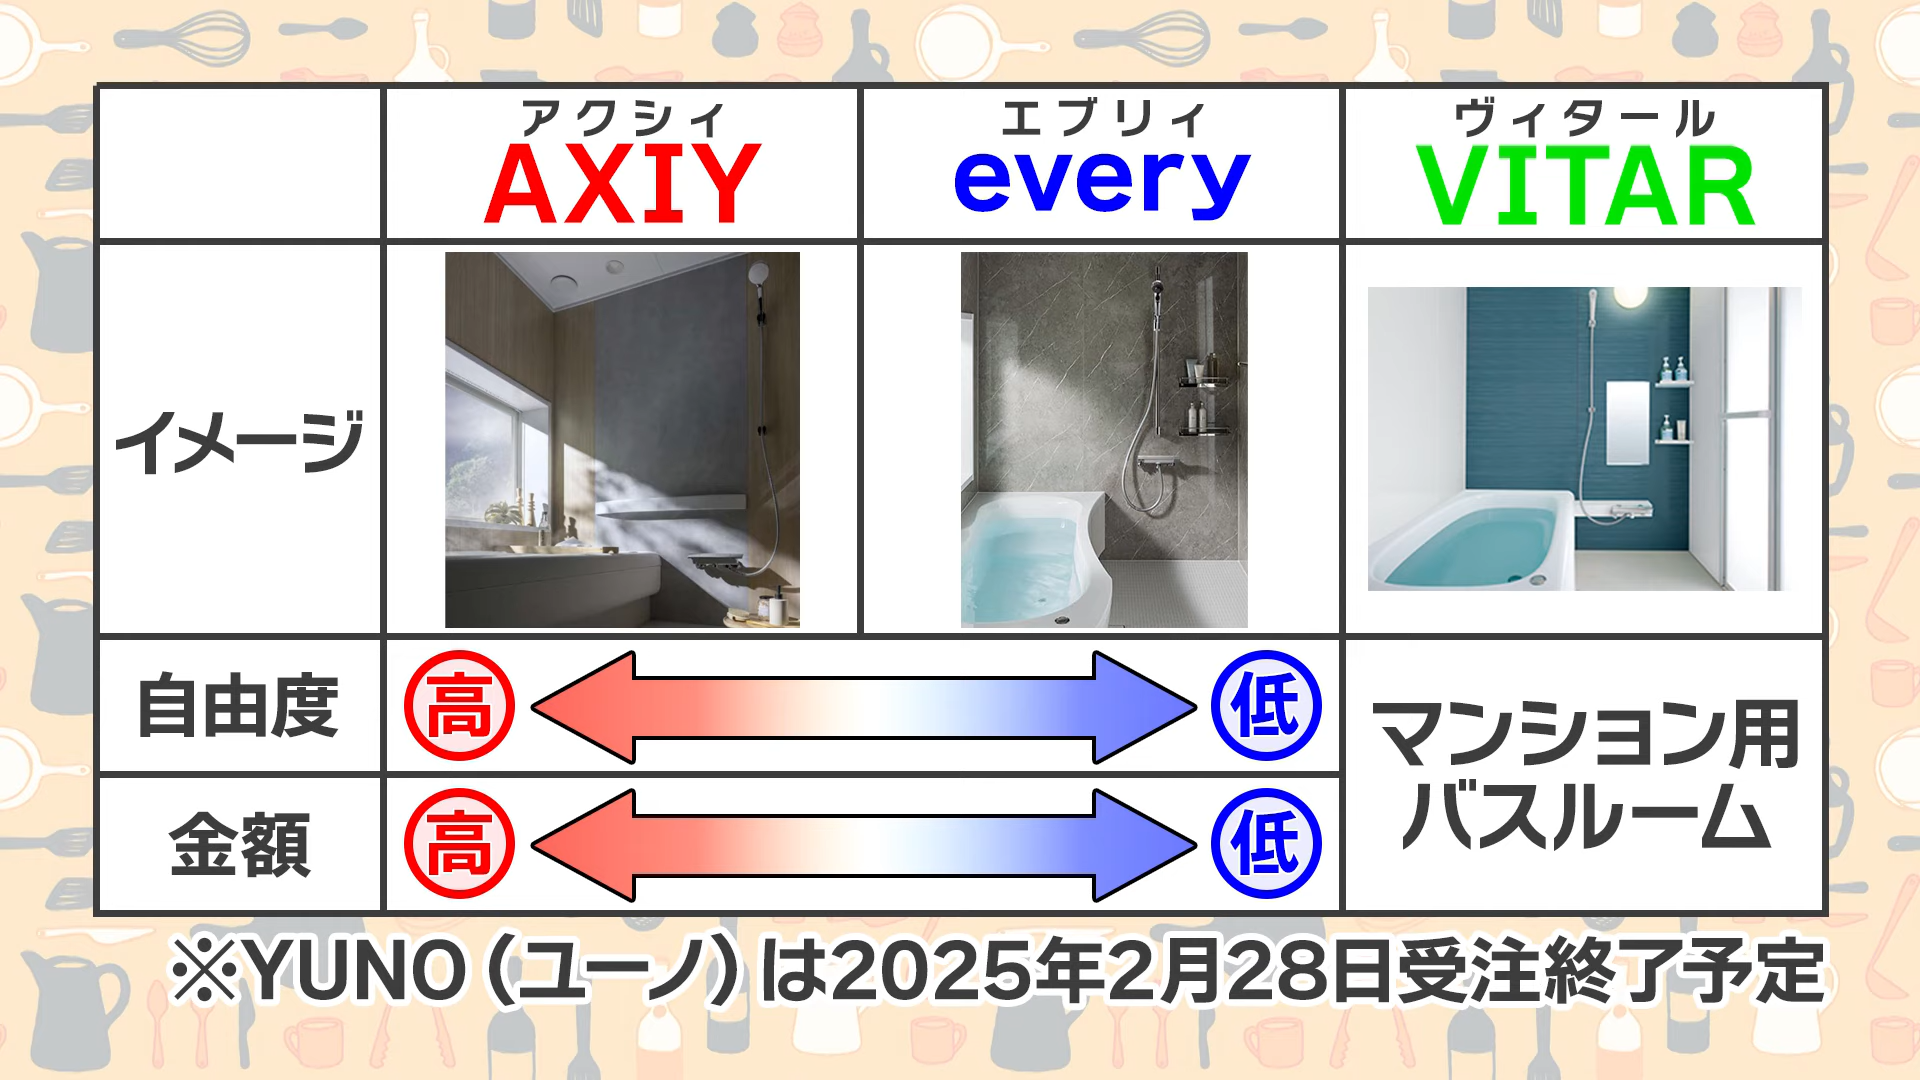 アクシィ
AXIY
エブリィ
every
ヴィタール
VITAR
イメージ
自由度
高
低
マンション用
バスルーム
金額
高
低
※YUNO（ユーノ）は2025年2月28日受注終了予定